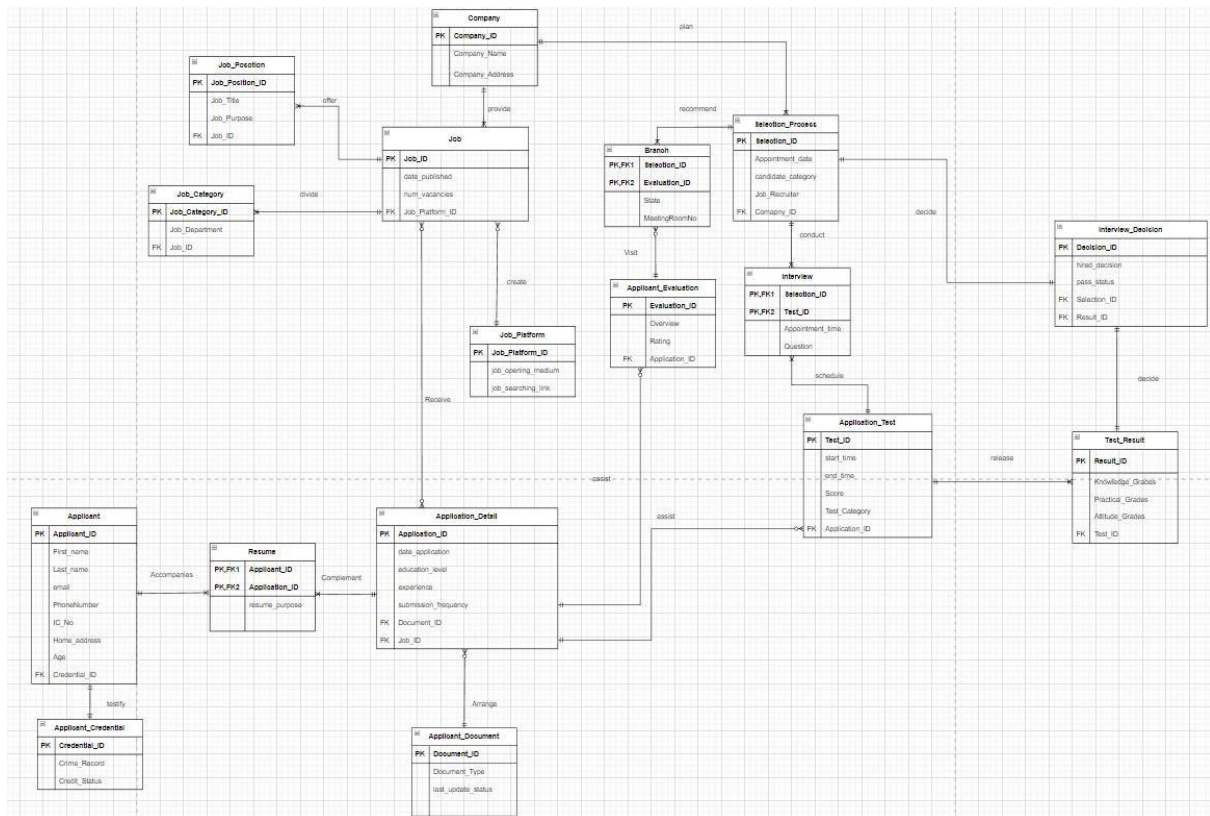 Company
PK Company_ID
Company_Name
Company_Address
plan
provide
Job_Posotion
PK Job_Position_ID
Job_Title
Job_Purpose
FK Job_ID
offer
Job
PK Job_ID
date_published
num_vacancies
FK Job_Platform_ID
recommend
Selection_Process
PK Selection_ID
Appointment_date
candidate_category
Job_Recruiter
FK Comapny_ID
Branch
PK,FK1 Selection_ID
PK,FK2 Evaluation_ID
State
MeetingRoomNo
Job_Category
PK Job_Category_ID
Job_Department
FK Job_ID
divide
decide
conduct
Visit
Interview_Decision
PK Decision_ID
hired_decision
pass_status
FK Selection_ID
FK Result_ID
Interview
PK,FK1 Selection_ID
PK,FK2 Test_ID
Appointment_time
Question
Applicant_Evaluation
PK Evaluation_ID
Overview
Rating
FK Application_ID
create
Job_Platform
PK Job_Platform_ID
job_opening_medium
job_searching_link
schedule
decide
Receive
Application_Test
PK Test_ID
start_time
end_time
Score
Test_Category
FK Application_ID
release
Test_Result
PK Result_ID
Knowledge_Grades
Practical_Grades
Attitude_Grades
FK Test_ID
assist
assist
Applicant
PK Applicant_ID
First_name
Last_name
email
PhoneNumber
IC_No
Home_address
Age
FK Credential_ID
Accompanies
Resume
PK,FK1 Applicant_ID
PK,FK2 Application_ID
resume_purpose
Complement
Application_Detail
PK Application_ID
date_application
education_level
experience
submission_frequency
FK Document_ID
FK Job_ID
testify
Applicant_Credential
PK Credential_ID
Crime_Record
Credit_Status
Arrange
Applicant_Document
PK Document_ID
Document_Type
last_update_status